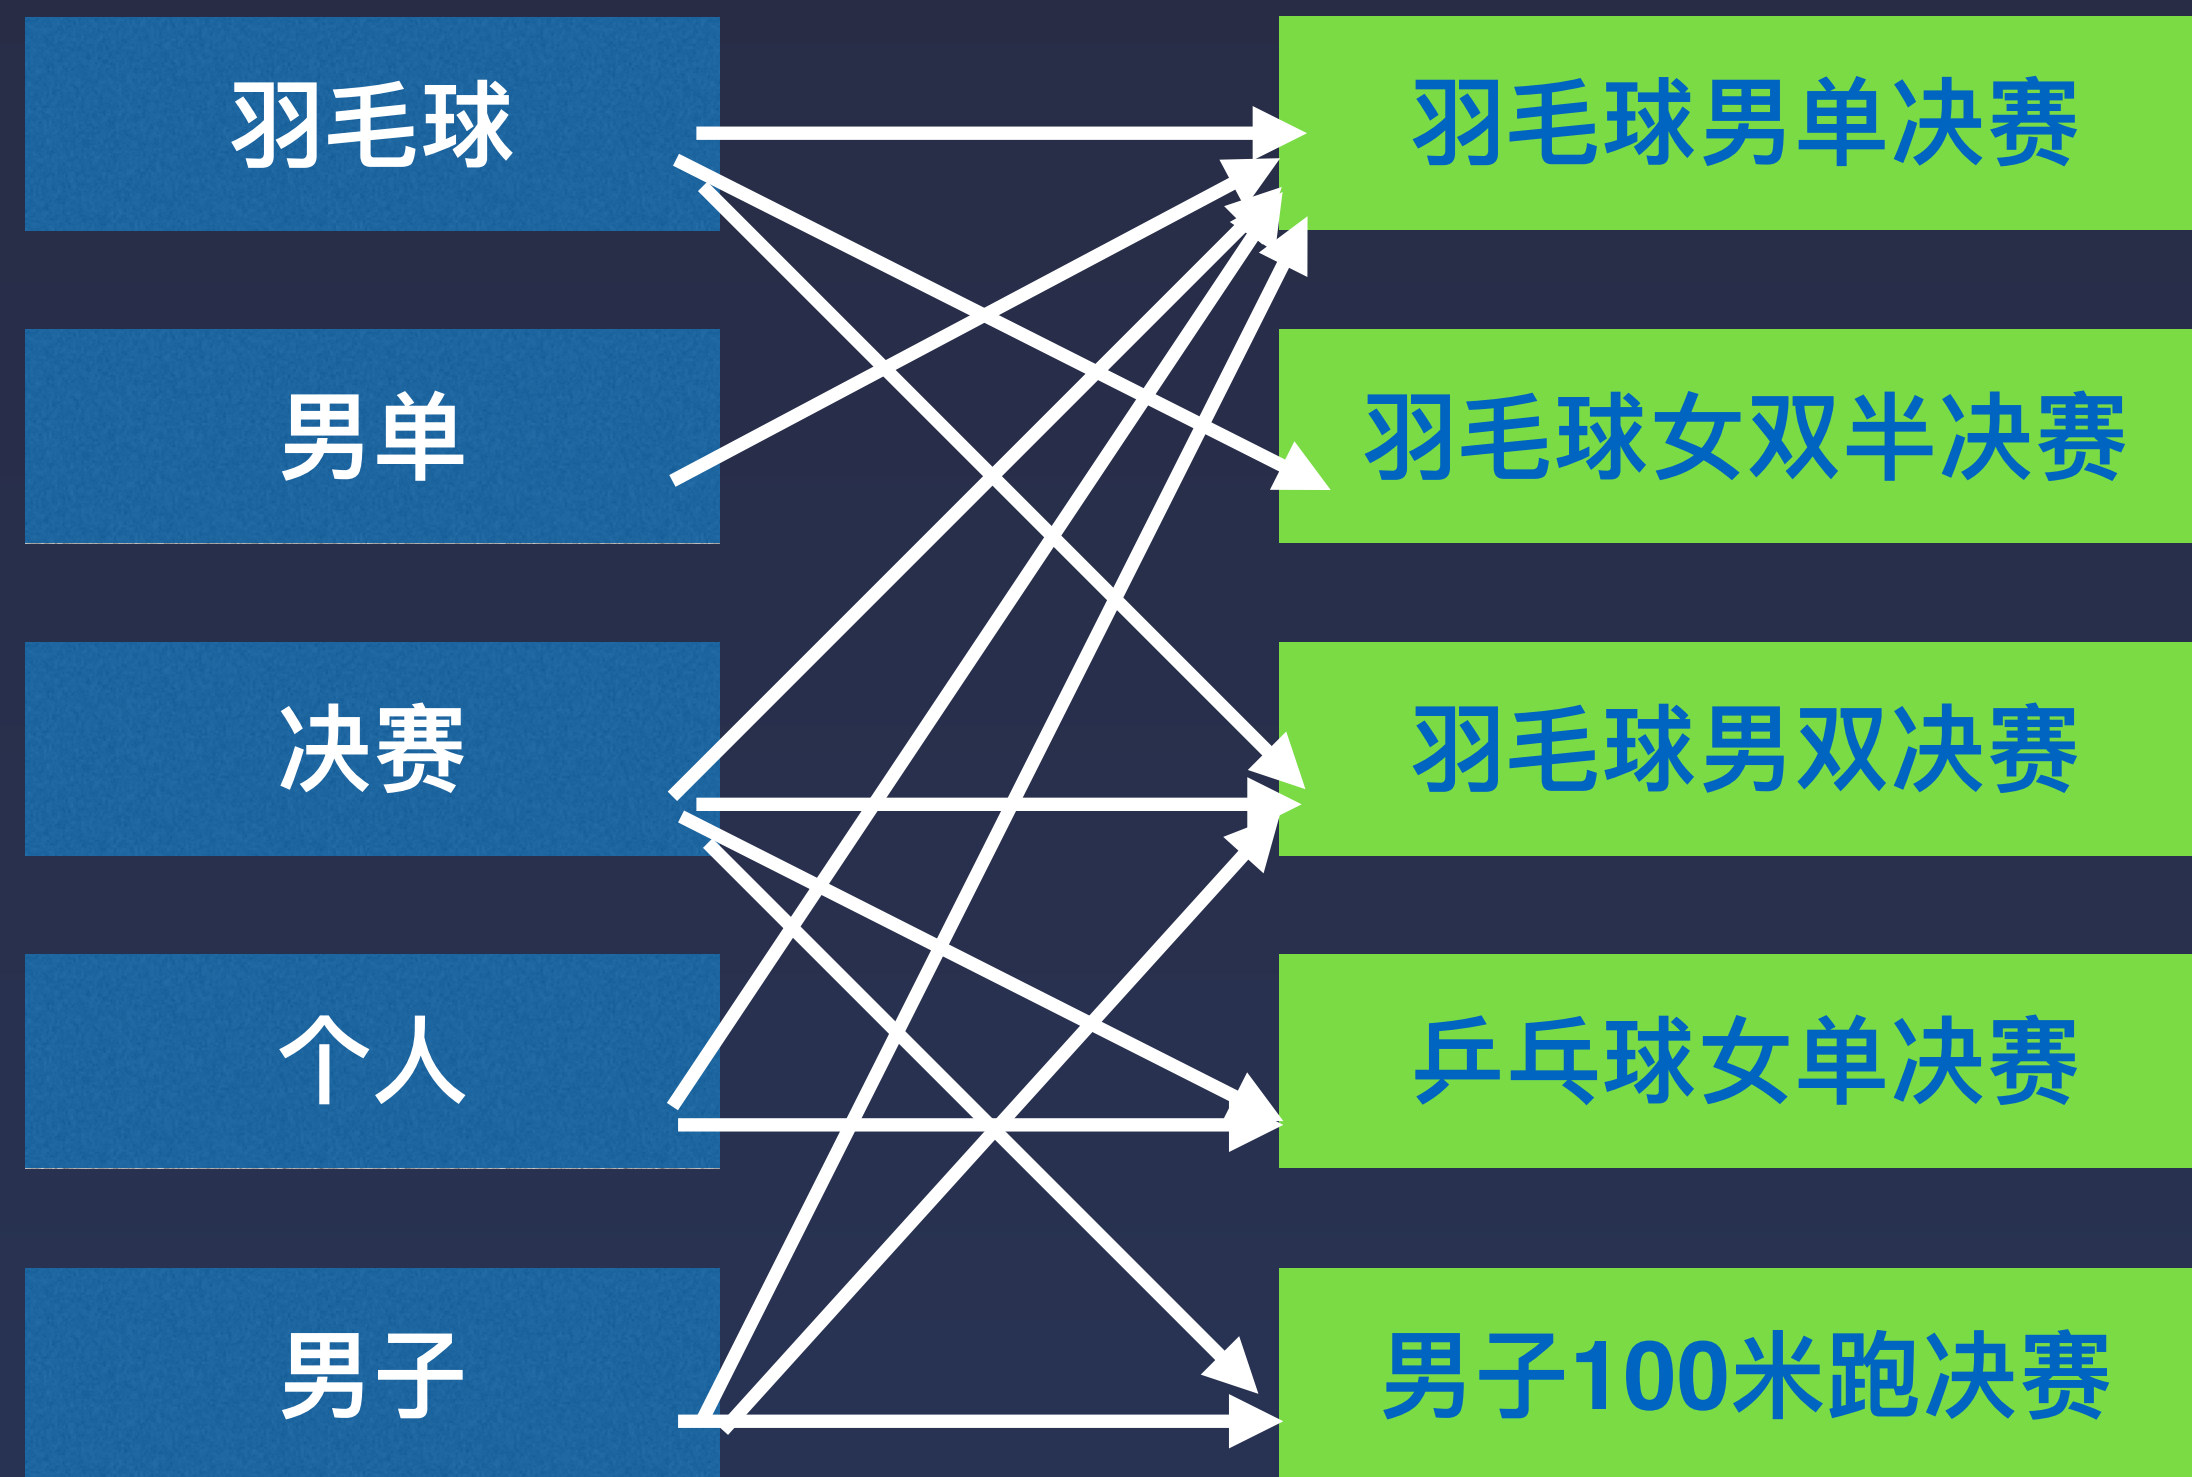 羽毛球
羽毛球男单决赛
男单
羽毛球女双半决赛
决赛
羽毛球男双决赛
个人
乒乓球女单决赛
男子
男子100米跑决赛